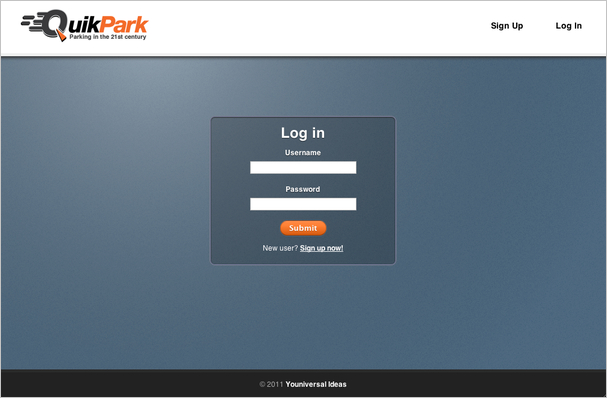 QuikPark
Parking in the 21st century
Sign Up
Log In
Log in
Username
Password
Submit
New user? Sign up now!
© 2011 Youniversal Ideas